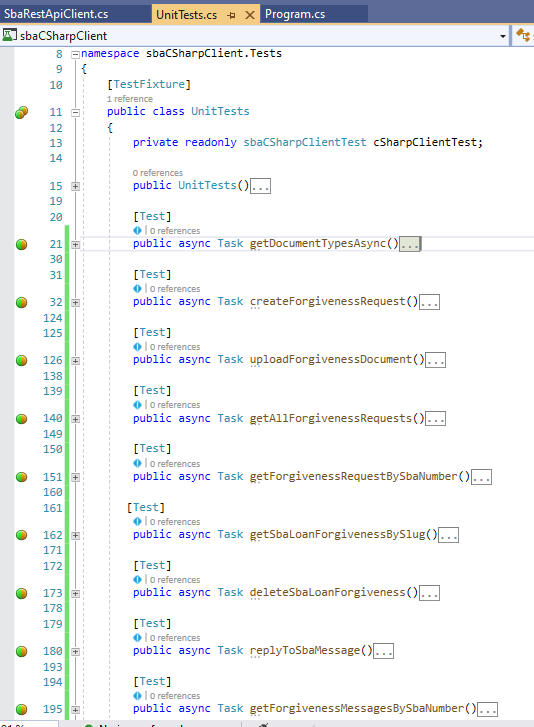 SbaRestApiClient.cs UnitTests.cs Program.cs
sbaCSharpClient
8 namespace sbaCSharpClient.Tests
9 {
10 [TestFixture]
1 reference
11 public class UnitTests
12 {
13 private readonly sbaCSharpClientTest cSharpClientTest;
14
0 references
15 public UnitTests()...
19
20 [Test]
| 0 references
21 public async Task getDocumentTypesAsync()...
30
31 [Test]
| 0 references
32 public async Task createForgivenessRequest()...
124
125 [Test]
| 0 references
126 public async Task uploadForgivenessDocument()...
138
139 [Test]
| 0 references
140 public async Task getAllForgivenessRequests()...
149
150 [Test]
| 0 references
151 public async Task getForgivenessRequestBySbaNumber()...
160
161 [Test]
| 0 references
162 public async Task getSbaLoanForgivenessBySlug()...
171
172 [Test]
| 0 references
173 public async Task deleteSbaLoanForgiveness()...
178
179 [Test]
| 0 references
180 public async Task replyToSbaMessage()...
193
194 [Test]
| 0 references
195 public async Task getForgivenessMessagesBySbaNumber()...